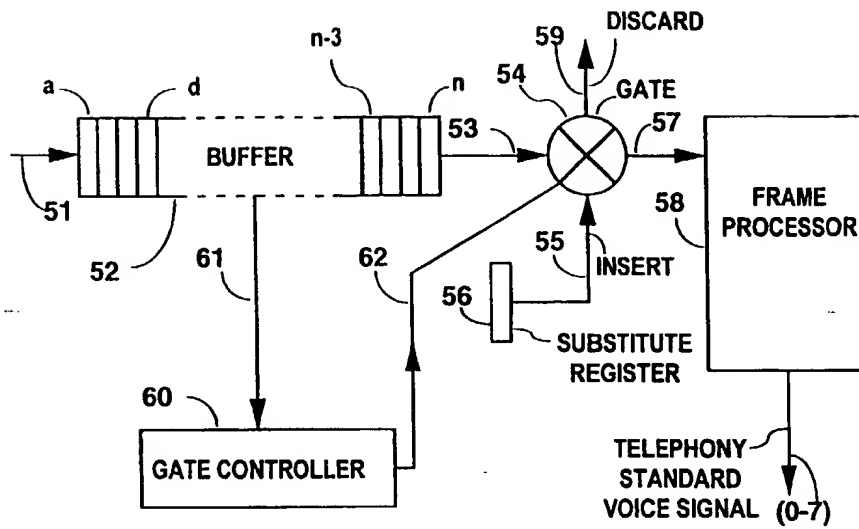 59
DISCARD
n-3
54
GATE
a
d
n
53
57
BUFFER
51
52
61
62
55
INSERT
56
SUBSTITUTE
REGISTER
58
FRAME
PROCESSOR
60
GATE CONTROLLER
TELEPHONY
STANDARD
VOICE SIGNAL (0-7)